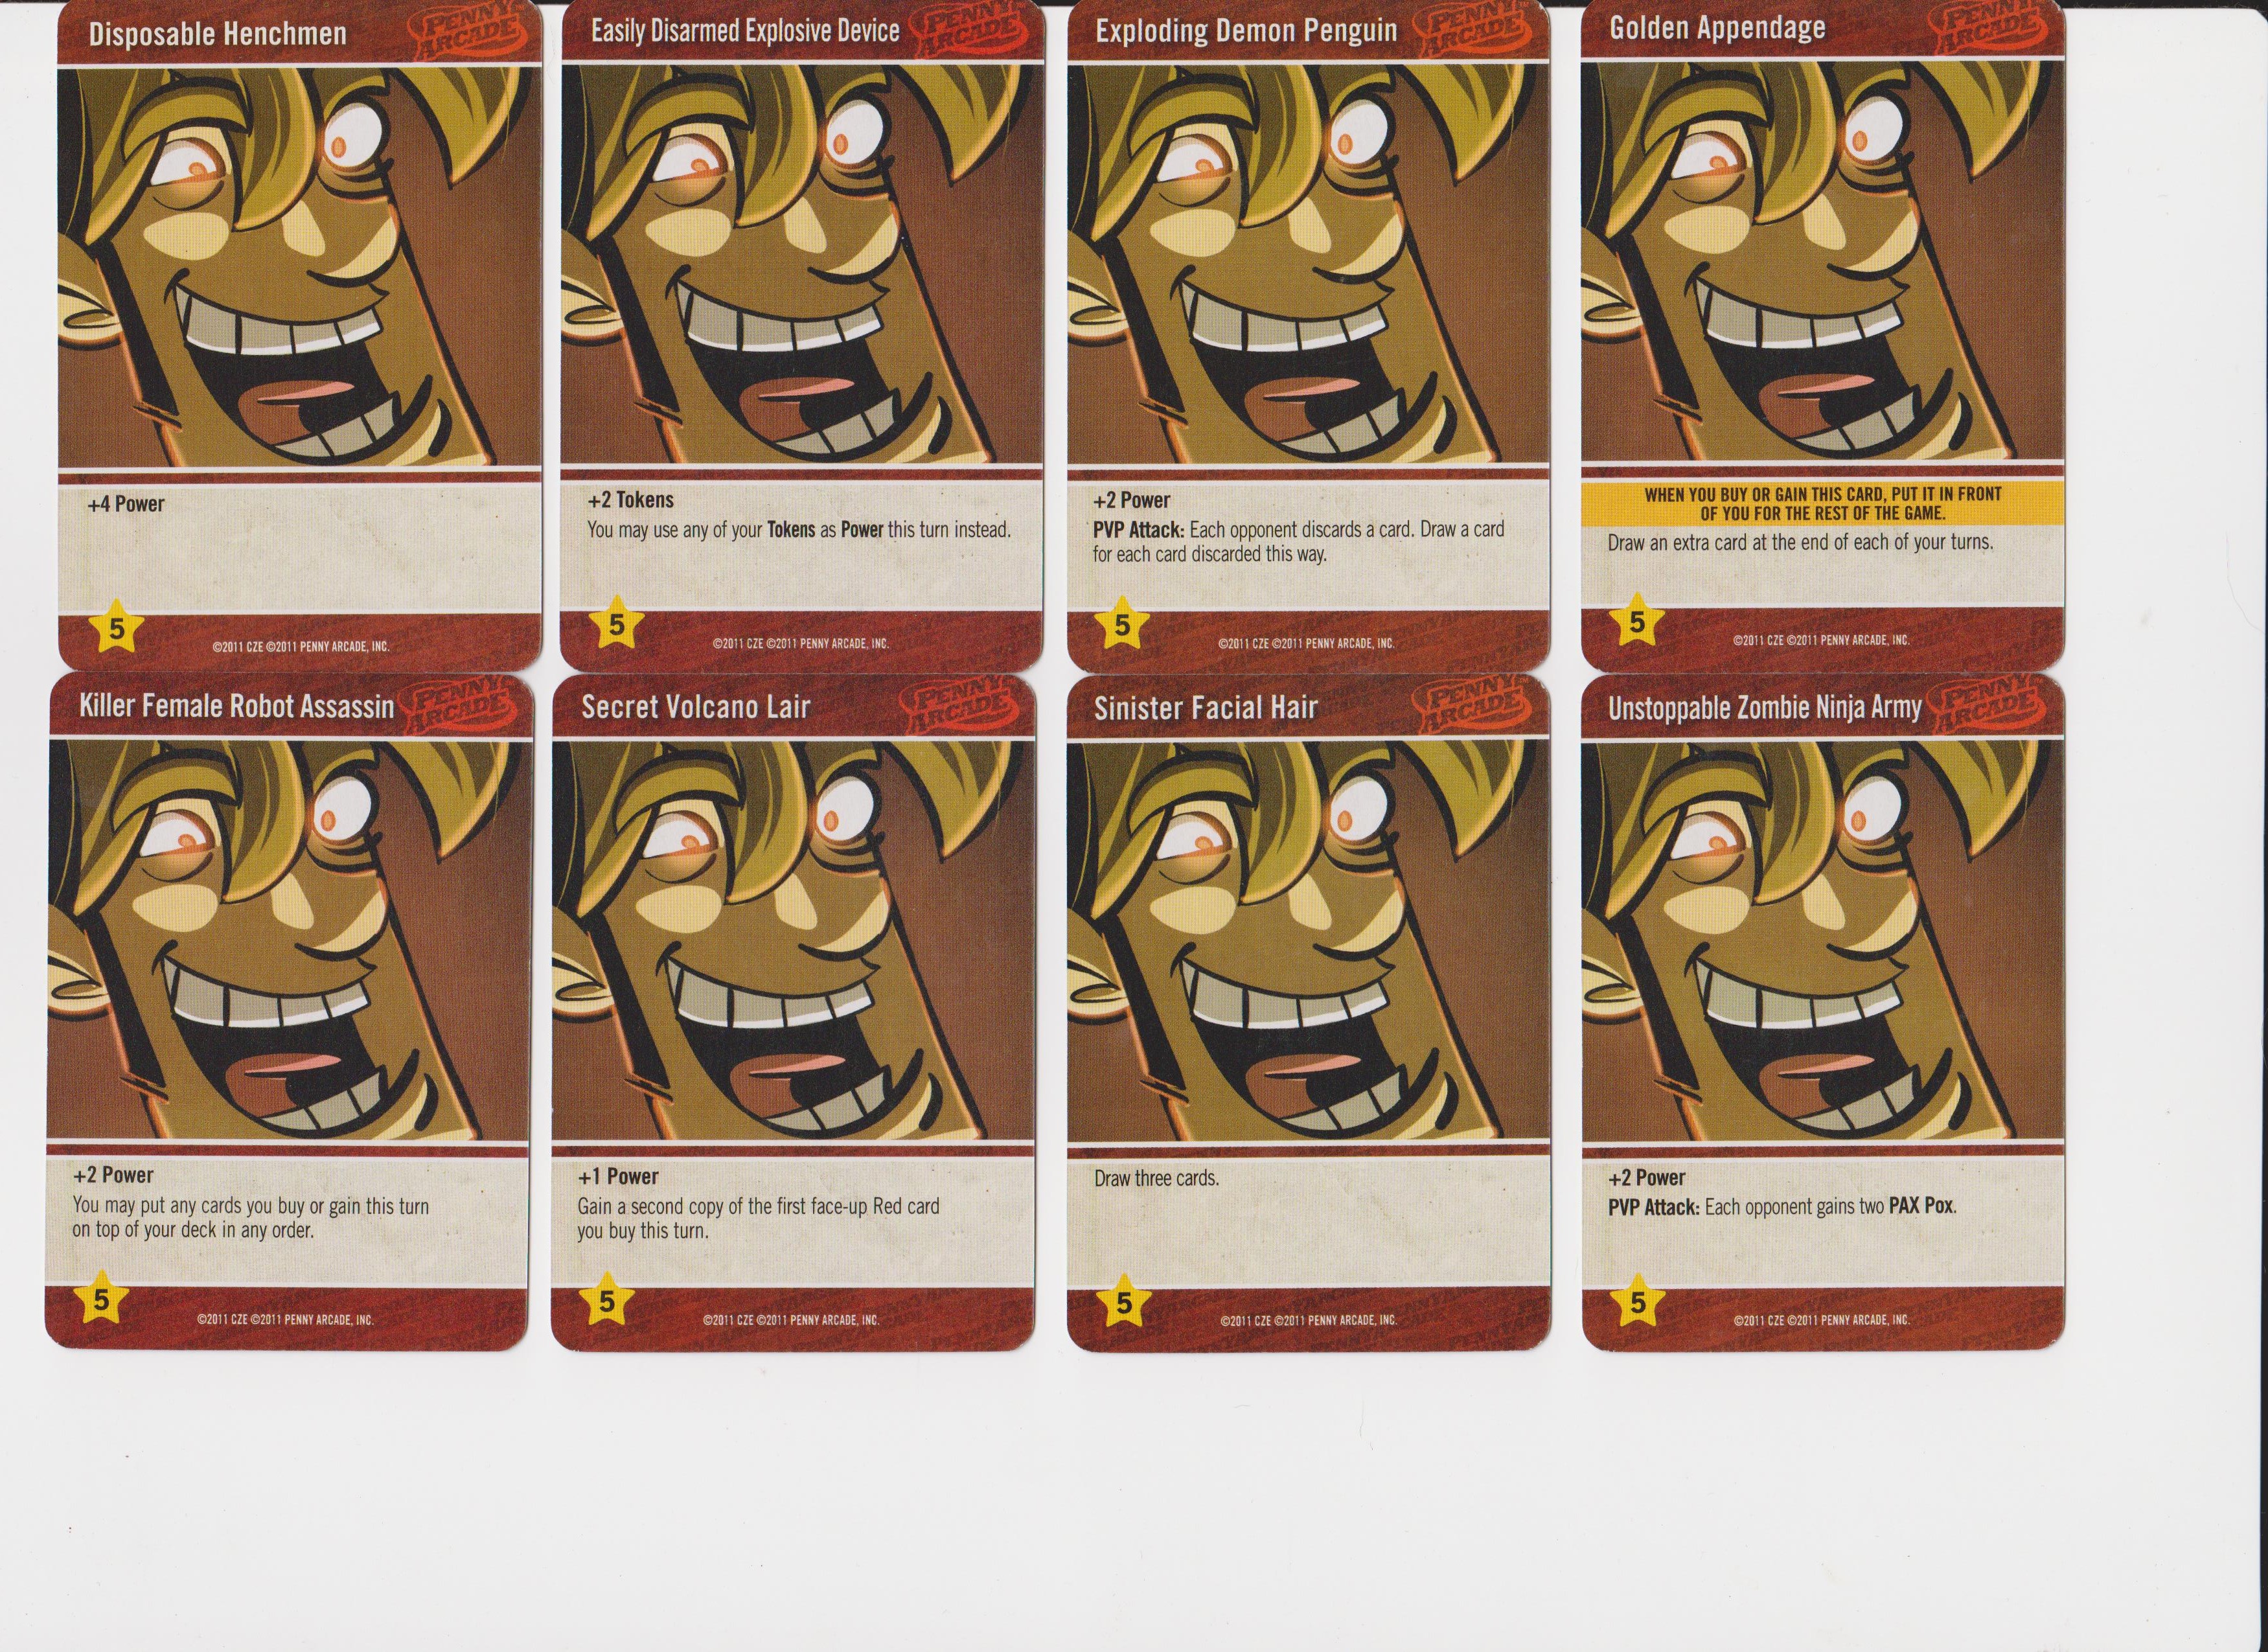 Disposable Henchmen
PENNY
ARCADE
+4 Power
5
©2011 CZE ©2011 PENNY ARCADE, INC.
Easily Disarmed Explosive Device
PENNY
ARCADE
+2 Tokens
You may use any of your Tokens as Power this turn instead.
5
©2011 CZE ©2011 PENNY ARCADE, INC.
Exploding Demon Penguin
PENNY
ARCADE
+2 Power
PVP Attack: Each opponent discards a card. Draw a card
for each card discarded this way.
5
©2011 CZE ©2011 PENNY ARCADE, INC.
Golden Appendage
PENNY
ARCADE
WHEN YOU BUY OR GAIN THIS CARD, PUT IT IN FRONT
OF YOU FOR THE REST OF THE GAME.
Draw an extra card at the end of each of your turns.
5
©2011 CZE ©2011 PENNY ARCADE, INC.
Killer Female Robot Assassin
PENNY
ARCADE
+2 Power
You may put any cards you buy or gain this turn
on top of your deck in any order.
5
©2011 CZE ©2011 PENNY ARCADE, INC.
Secret Volcano Lair
PENNY
ARCADE
+1 Power
Gain a second copy of the first face-up Red card
you buy this turn.
5
©2011 CZE ©2011 PENNY ARCADE, INC.
Sinister Facial Hair
PENNY
ARCADE
Draw three cards.
5
©2011 CZE ©2011 PENNY ARCADE, INC.
Unstoppable Zombie Ninja Army
PENNY
ARCADE
+2 Power
PVP Attack: Each opponent gains two PAX Pox.
5
©2011 CZE ©2011 PENNY ARCADE, INC.